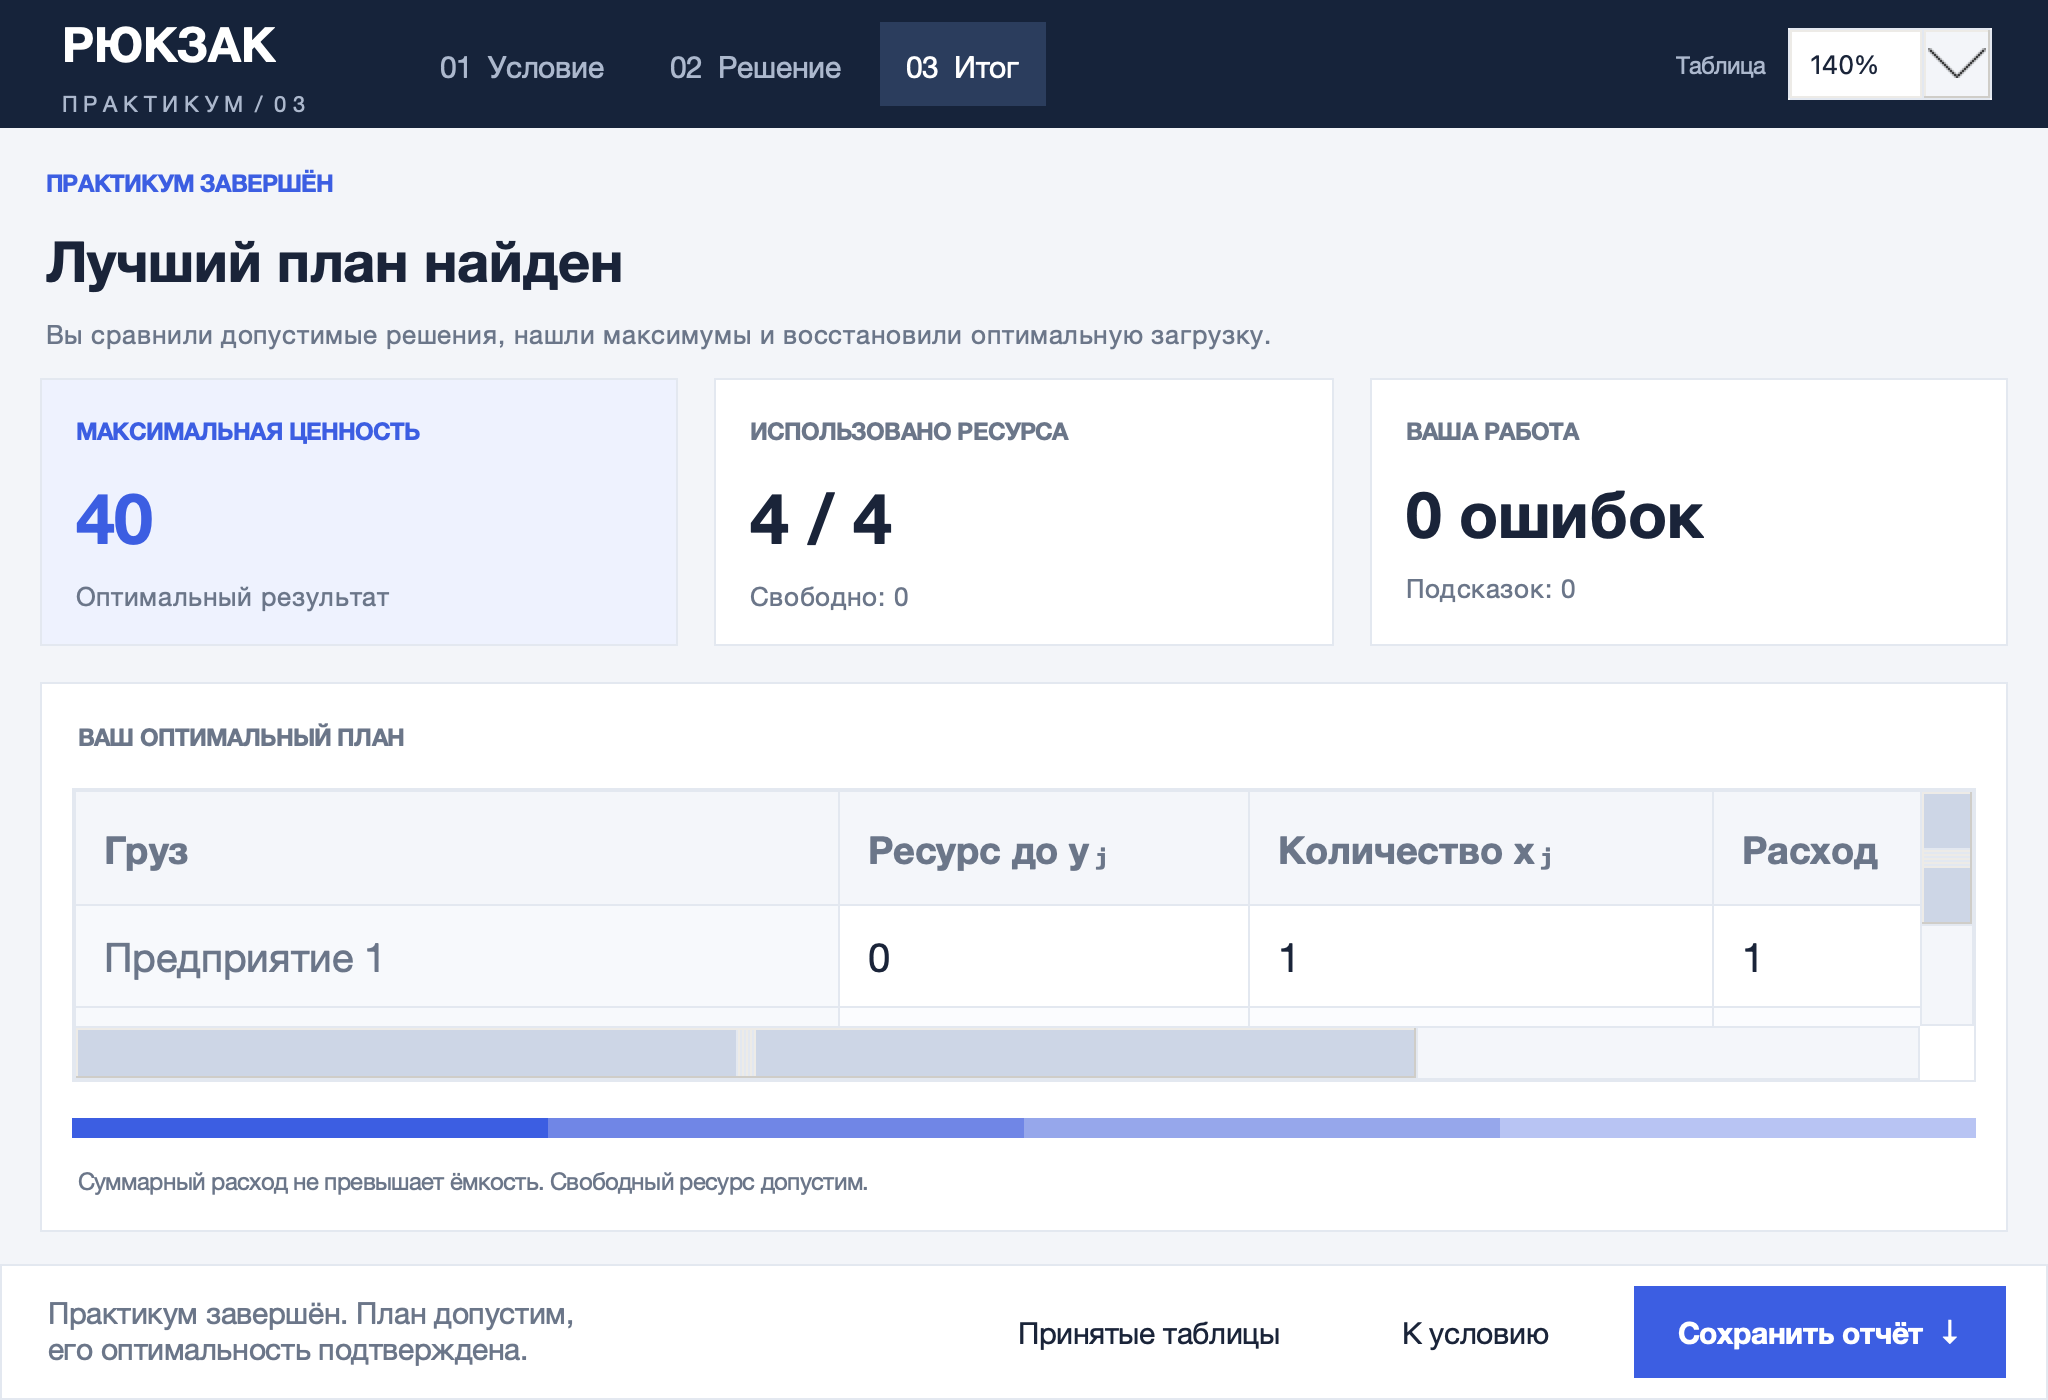 РЮКЗАК
ПРАКТИКУМ / 03
01 Условие
02 Решение
03 Итог
Таблица
140%
ПРАКТИКУМ ЗАВЕРШЁН
Лучший план найден
Вы сравнили допустимые решения, нашли максимумы и восстановили оптимальную загрузку.
МАКСИМАЛЬНАЯ ЦЕННОСТЬ
40
Оптимальный результат
ИСПОЛЬЗОВАНО РЕСУРСА
4 / 4
Свободно: 0
ВАША РАБОТА
0 ошибок
Подсказок: 0
ВАШ ОПТИМАЛЬНЫЙ ПЛАН
Груз Ресурс до yⱼ Количество xⱼ Расход
Предприятие 1 0 1 1
Суммарный расход не превышает ёмкость. Свободный ресурс допустим.
Практикум завершён. План допустим,
его оптимальность подтверждена.
Принятые таблицы
К условию
Сохранить отчёт ↓